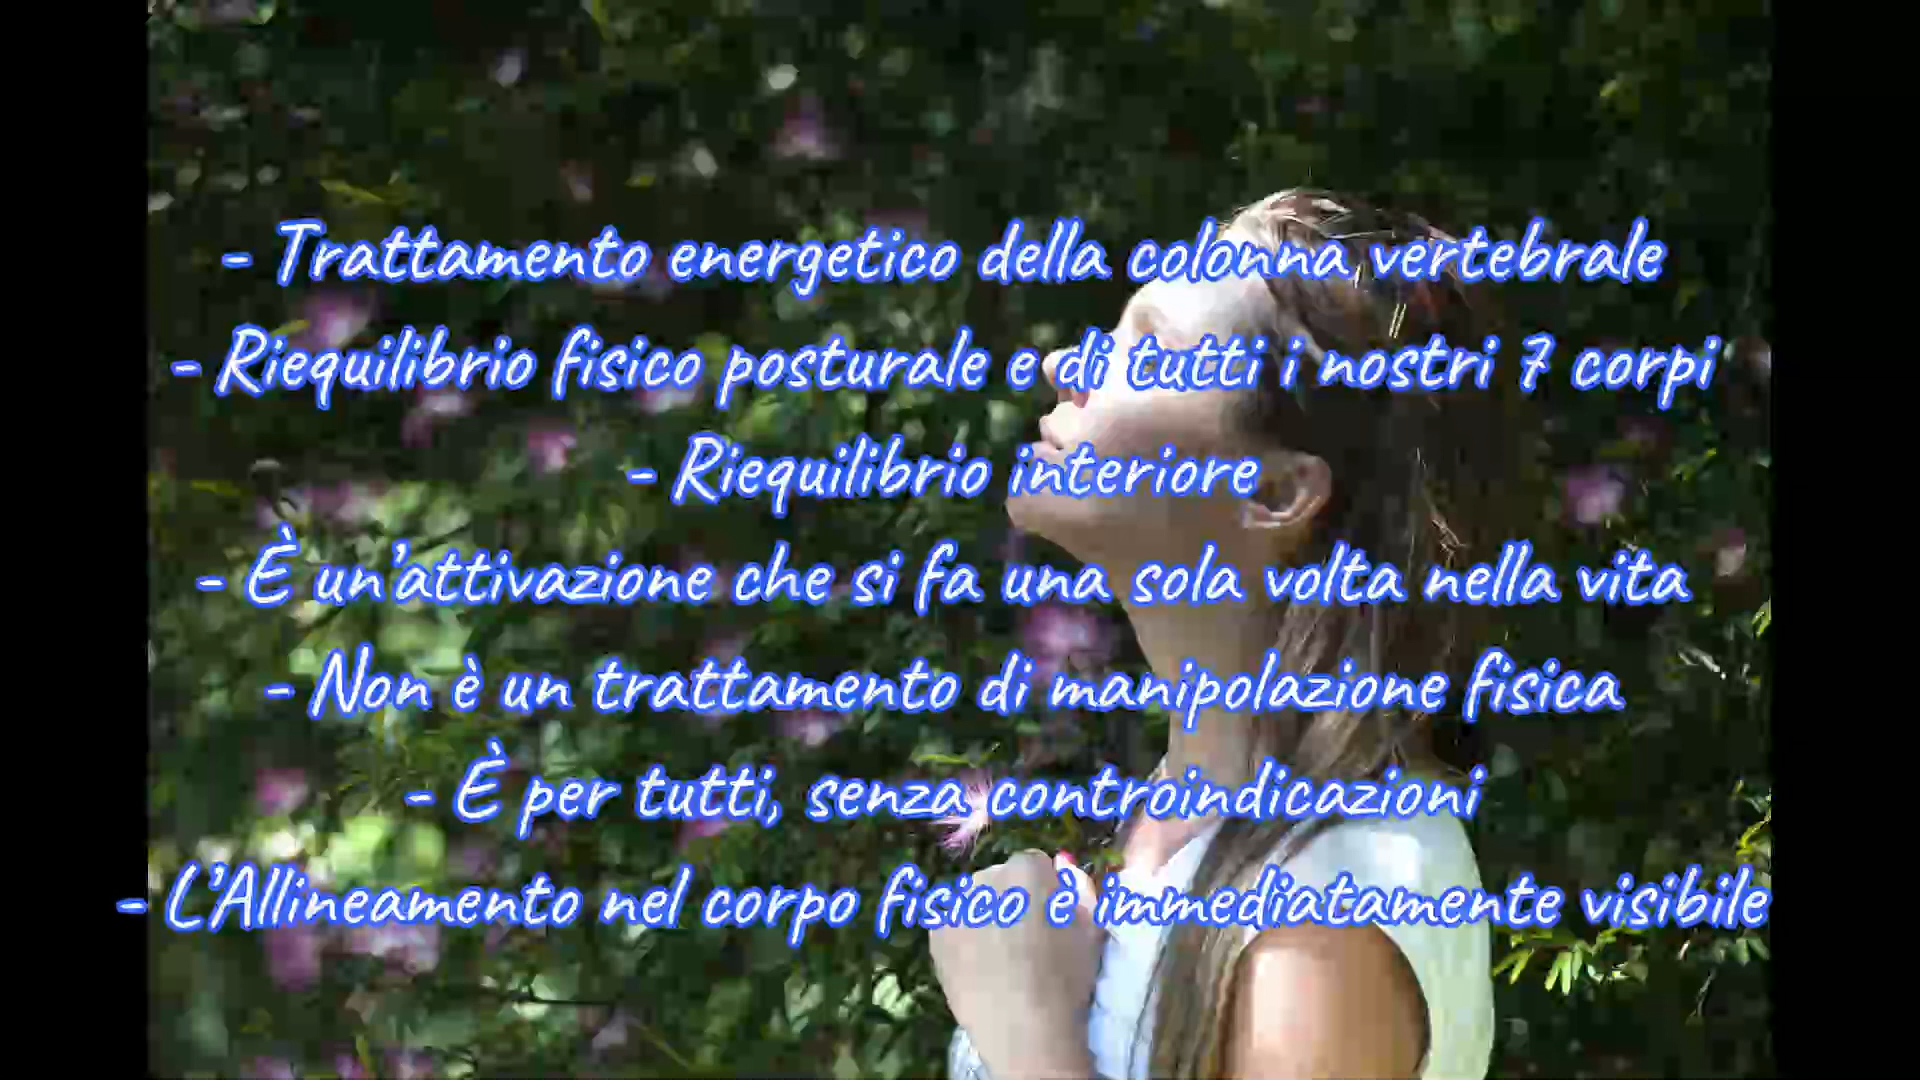 - Trattamento energetico della colonna vertebrale
- Riequilibrio fisico posturale e di tutti i nostri 7 corpi
- Riequilibrio interiore
- È un'attivazione che si fa una sola volta nella vita
- Non è un trattamento di manipolazione fisica
- È per tutti, senza controindicazioni
- L'Allineamento nel corpo fisico è immediatamente visibile